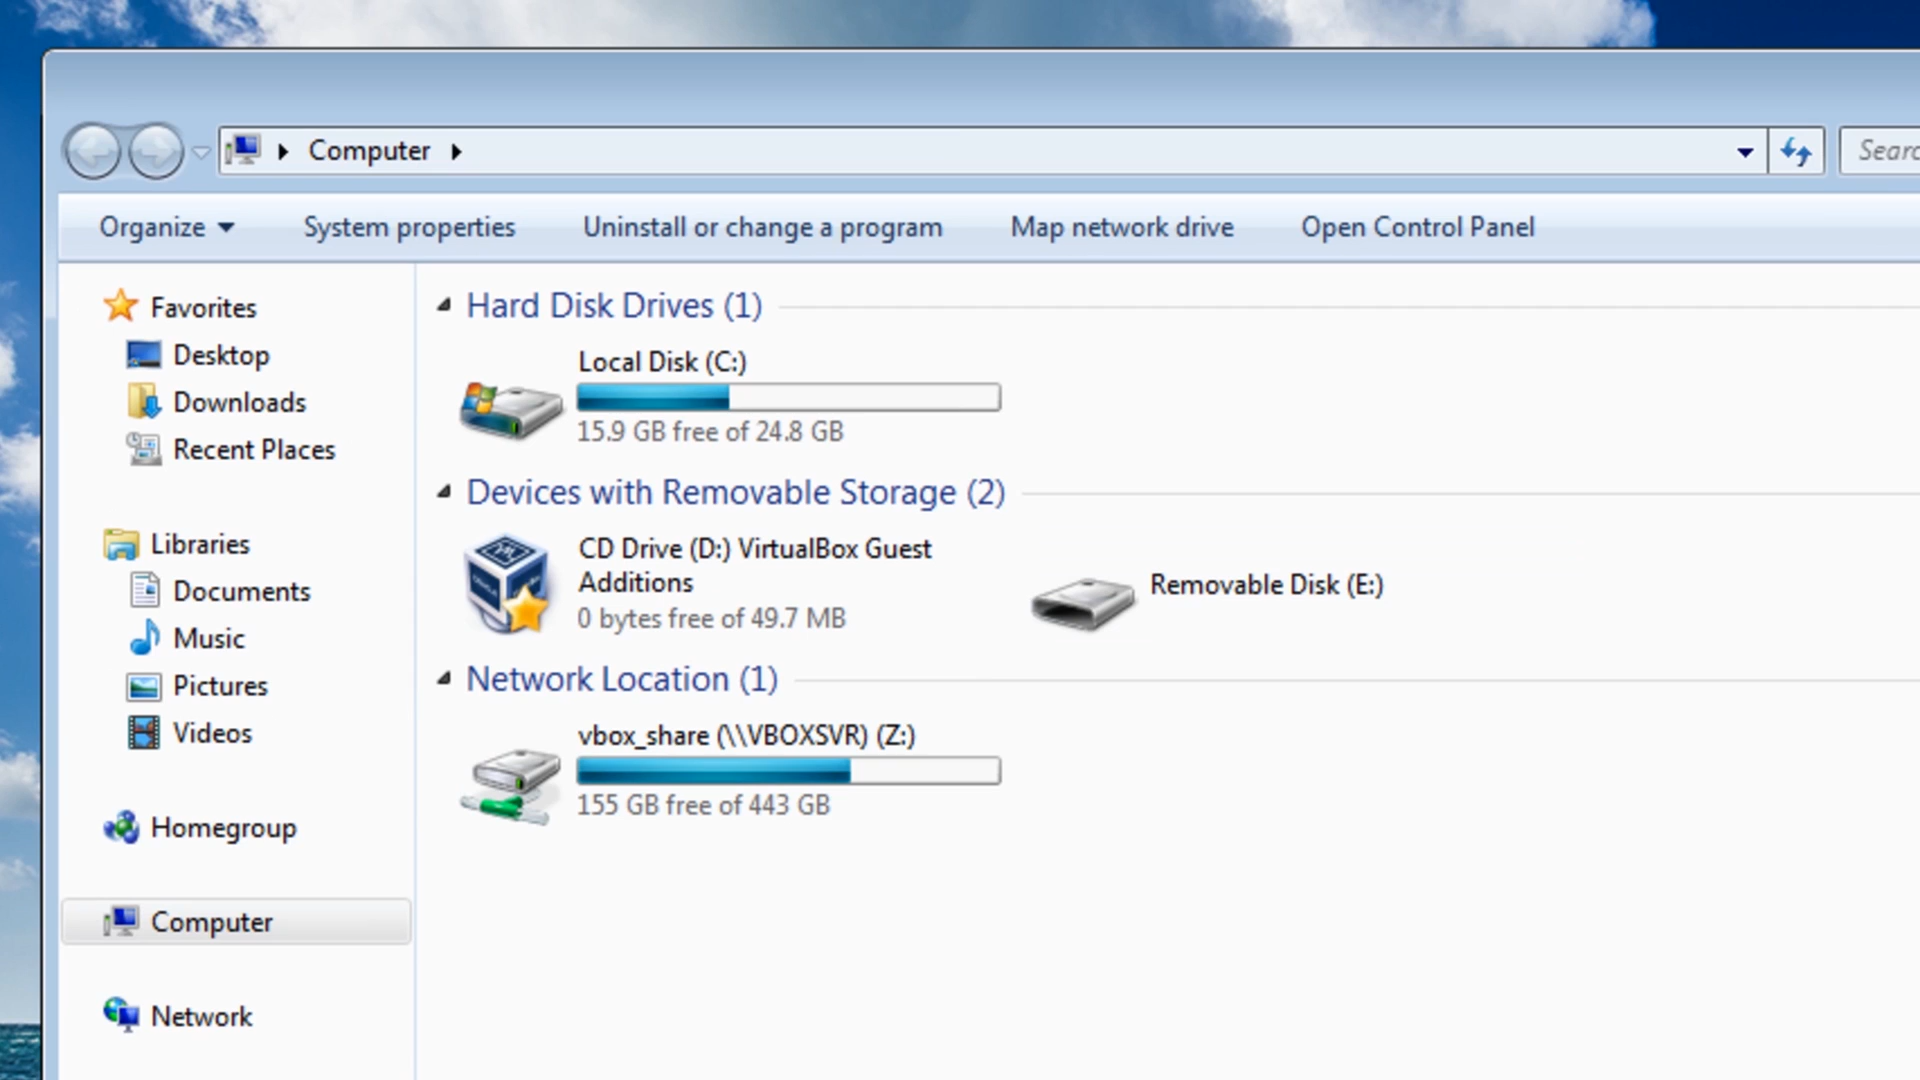 Computer
Searc
Organize
System properties
Uninstall or change a program
Map network drive
Open Control Panel
Favorites
Desktop
Downloads
Recent Places
Libraries
Documents
Music
Pictures
Videos
Homegroup
Computer
Network
Hard Disk Drives (1)
Local Disk (C:)
15.9 GB free of 24.8 GB
Devices with Removable Storage (2)
CD Drive (D:) VirtualBox Guest
Additions
0 bytes free of 49.7 MB
Removable Disk (E:)
Network Location (1)
vbox_share (\\VBOXSVR) (Z:)
155 GB free of 443 GB